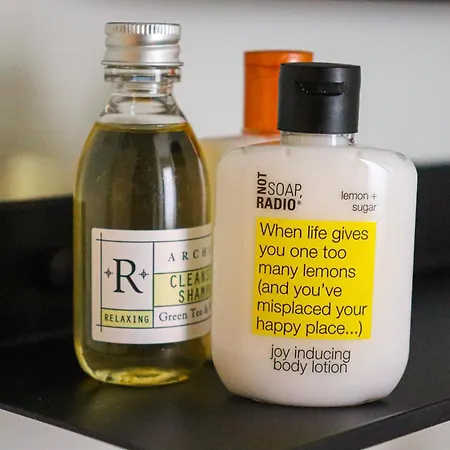 R
ARCH
CLEANS
SHAM
Green Tea &
RELAXING
NOT
SOAP,
RADIO®
lemon +
sugar
When life gives
you one too
many lemons
(and you've
misplaced your
happy place...)
joy inducing
body lotion